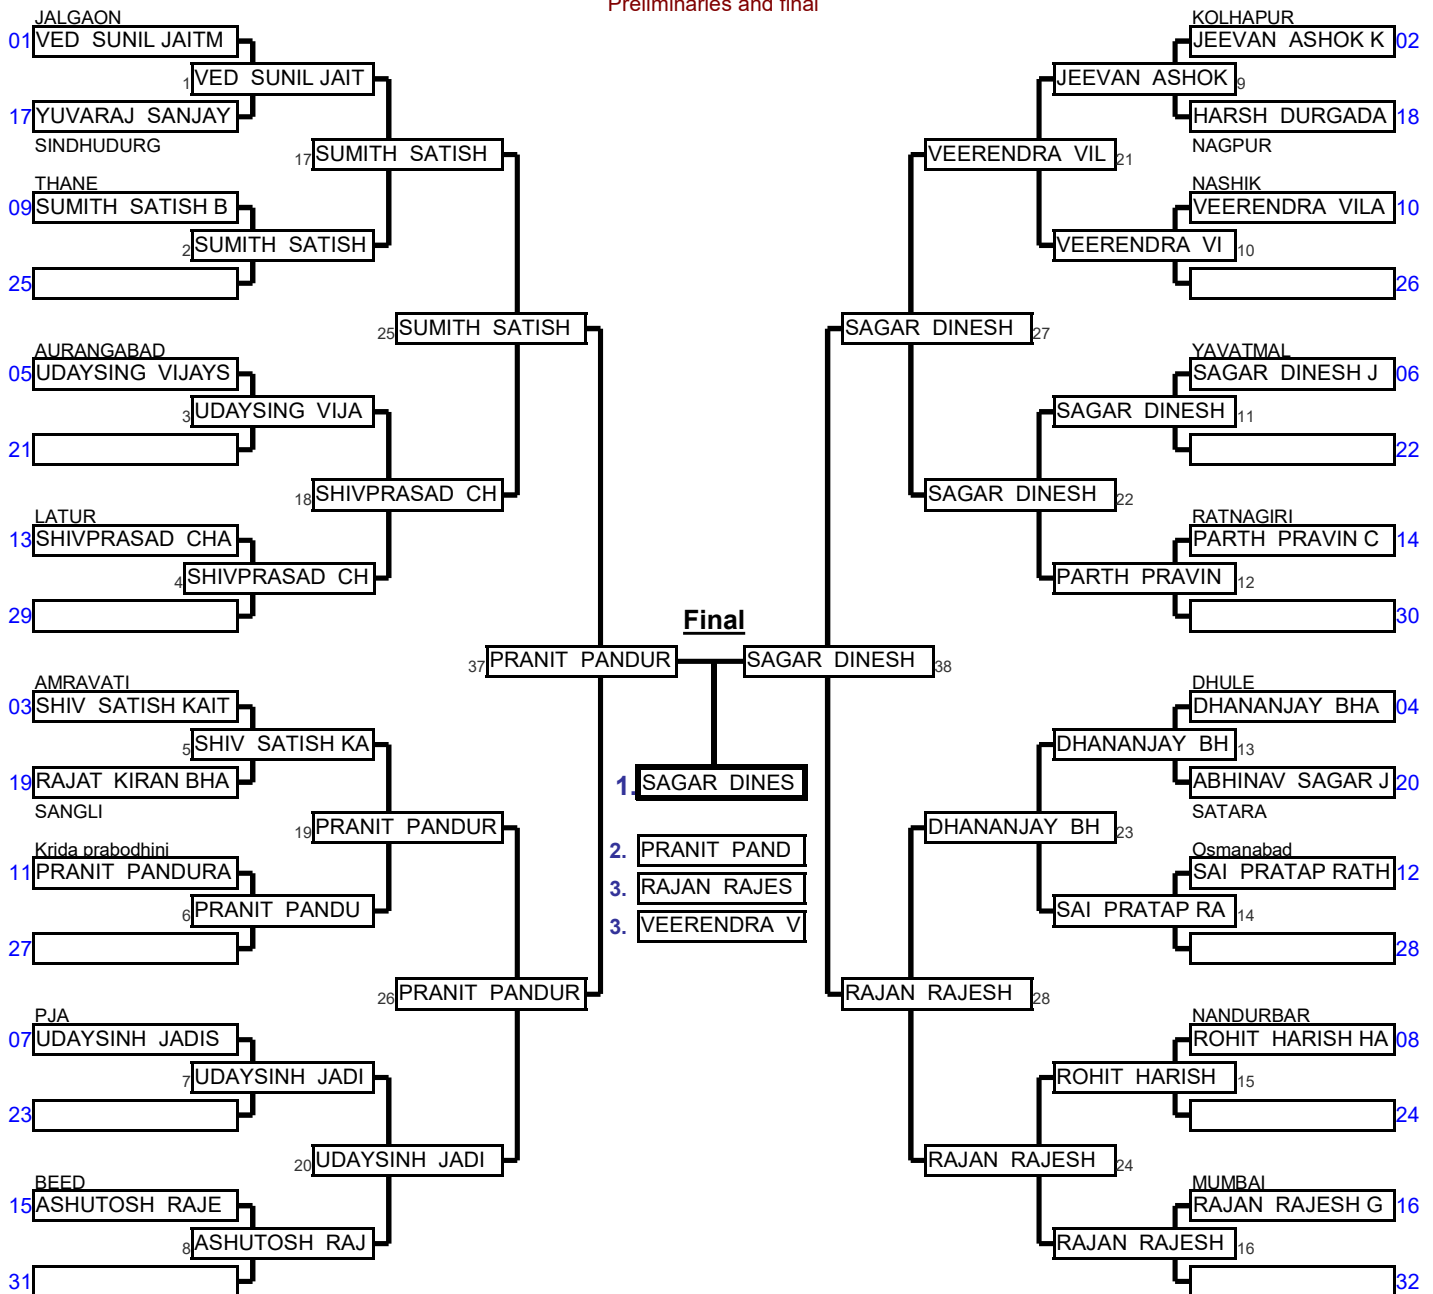 Preliminaries and final
JALGAON
01 VED SUNIL JAITM
1 VED SUNIL JAIT
17 YUVARAJ SANJAY
SINDHUDURG
17 SUMITH SATISH
THANE
09 SUMITH SATISH B
2 SUMITH SATISH
25
25 SUMITH SATISH
AURANGABAD
05 UDAYSING VIJAYS
3 UDAYSING VIJA
21
18 SHIVPRASAD CH
LATUR
13 SHIVPRASAD CHA
4 SHIVPRASAD CH
29
37 PRANIT PANDUR
AMRAVATI
03 SHIV SATISH KAIT
5 SHIV SATISH KA
19 RAJAT KIRAN BHA
SANGLI
19 PRANIT PANDUR
Krida prabodhini
11 PRANIT PANDURA
6 PRANIT PANDU
27
26 PRANIT PANDUR
PJA
07 UDAYSINH JADIS
7 UDAYSINH JADI
23
20 UDAYSINH JADI
BEED
15 ASHUTOSH RAJE
8 ASHUTOSH RAJ
31
Final
1. SAGAR DINES
2. PRANIT PAND
3. RAJAN RAJES
3. VEERENDRA V
KOLHAPUR
JEEVAN ASHOK K 02
JEEVAN ASHOK 9
HARSH DURGADA 18
NAGPUR
VEERENDRA VIL 21
NASHIK
VEERENDRA VILA 10
VEERENDRA VI 10
26
SAGAR DINESH 27
YAVATMAL
SAGAR DINESH J 06
SAGAR DINESH 11
22
SAGAR DINESH 22
RATNAGIRI
PARTH PRAVIN C 14
PARTH PRAVIN 12
30
SAGAR DINESH 38
DHULE
DHANANJAY BHA 04
DHANANJAY BH 13
ABHINAV SAGAR J 20
SATARA
DHANANJAY BH 23
Osmanabad
SAI PRATAP RATH 12
SAI PRATAP RA 14
28
RAJAN RAJESH 28
NANDURBAR
ROHIT HARISH HA 08
ROHIT HARISH 15
24
RAJAN RAJESH 24
MUMBAI
RAJAN RAJESH G 16
RAJAN RAJESH 16
32